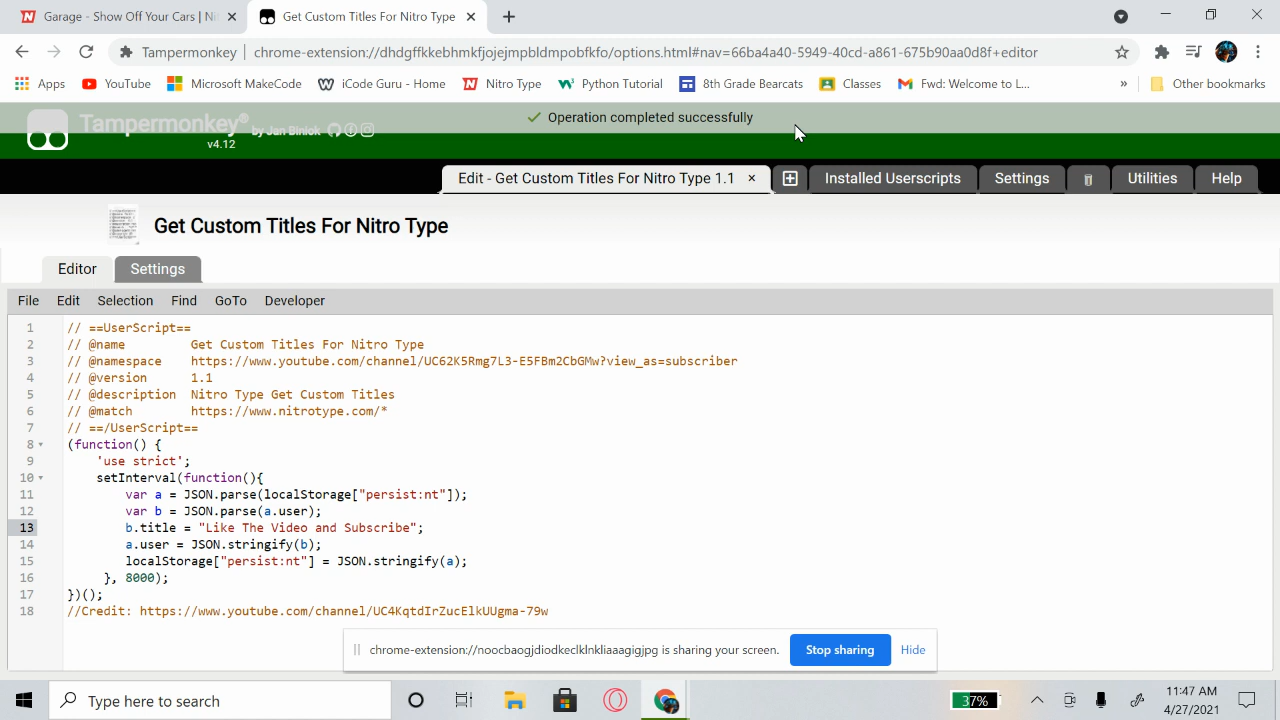 Garage - Show Off Your Cars | Ni
Get Custom Titles For Nitro Type
Tampermonkey | chrome-extension://dhdgffkkebhmkfjojejmpbldmpobfkfo/options.html#nav=66ba4a40-5949-40cd-a861-675b90aa0d8f+editor
Apps YouTube Microsoft MakeCode iCode Guru - Home Nitro Type Python Tutorial 8th Grade Bearcats Classes Fwd: Welcome to L... » Other bookmarks
Tampermonkey® by Jan Biniok
v4.12
Operation completed successfully
Edit - Get Custom Titles For Nitro Type 1.1 × Installed Userscripts Settings Utilities Help
Get Custom Titles For Nitro Type
Editor Settings
File Edit Selection Find GoTo Developer
1 // ==UserScript==
2 // @name Get Custom Titles For Nitro Type
3 // @namespace https://www.youtube.com/channel/UC62K5Rmg7L3-E5FBm2CbGMw?view_as=subscriber
4 // @version 1.1
5 // @description Nitro Type Get Custom Titles
6 // @match https://www.nitrotype.com/*
7 // ==/UserScript==
8 (function() {
9 'use strict';
10 setInterval(function(){
11 var a = JSON.parse(localStorage["persist:nt"]);
12 var b = JSON.parse(a.user);
13 b.title = "Like The Video and Subscribe";
14 a.user = JSON.stringify(b);
15 localStorage["persist:nt"] = JSON.stringify(a);
16 }, 8000);
17 })();
18 //Credit: https://www.youtube.com/channel/UC4KqtdIrZucElkUUgma-79w
chrome-extension://noocbaogjdiodkeclklnkliaaagigjpg is sharing your screen. Stop sharing Hide
Type here to search
37%
11:47 AM
4/27/2021